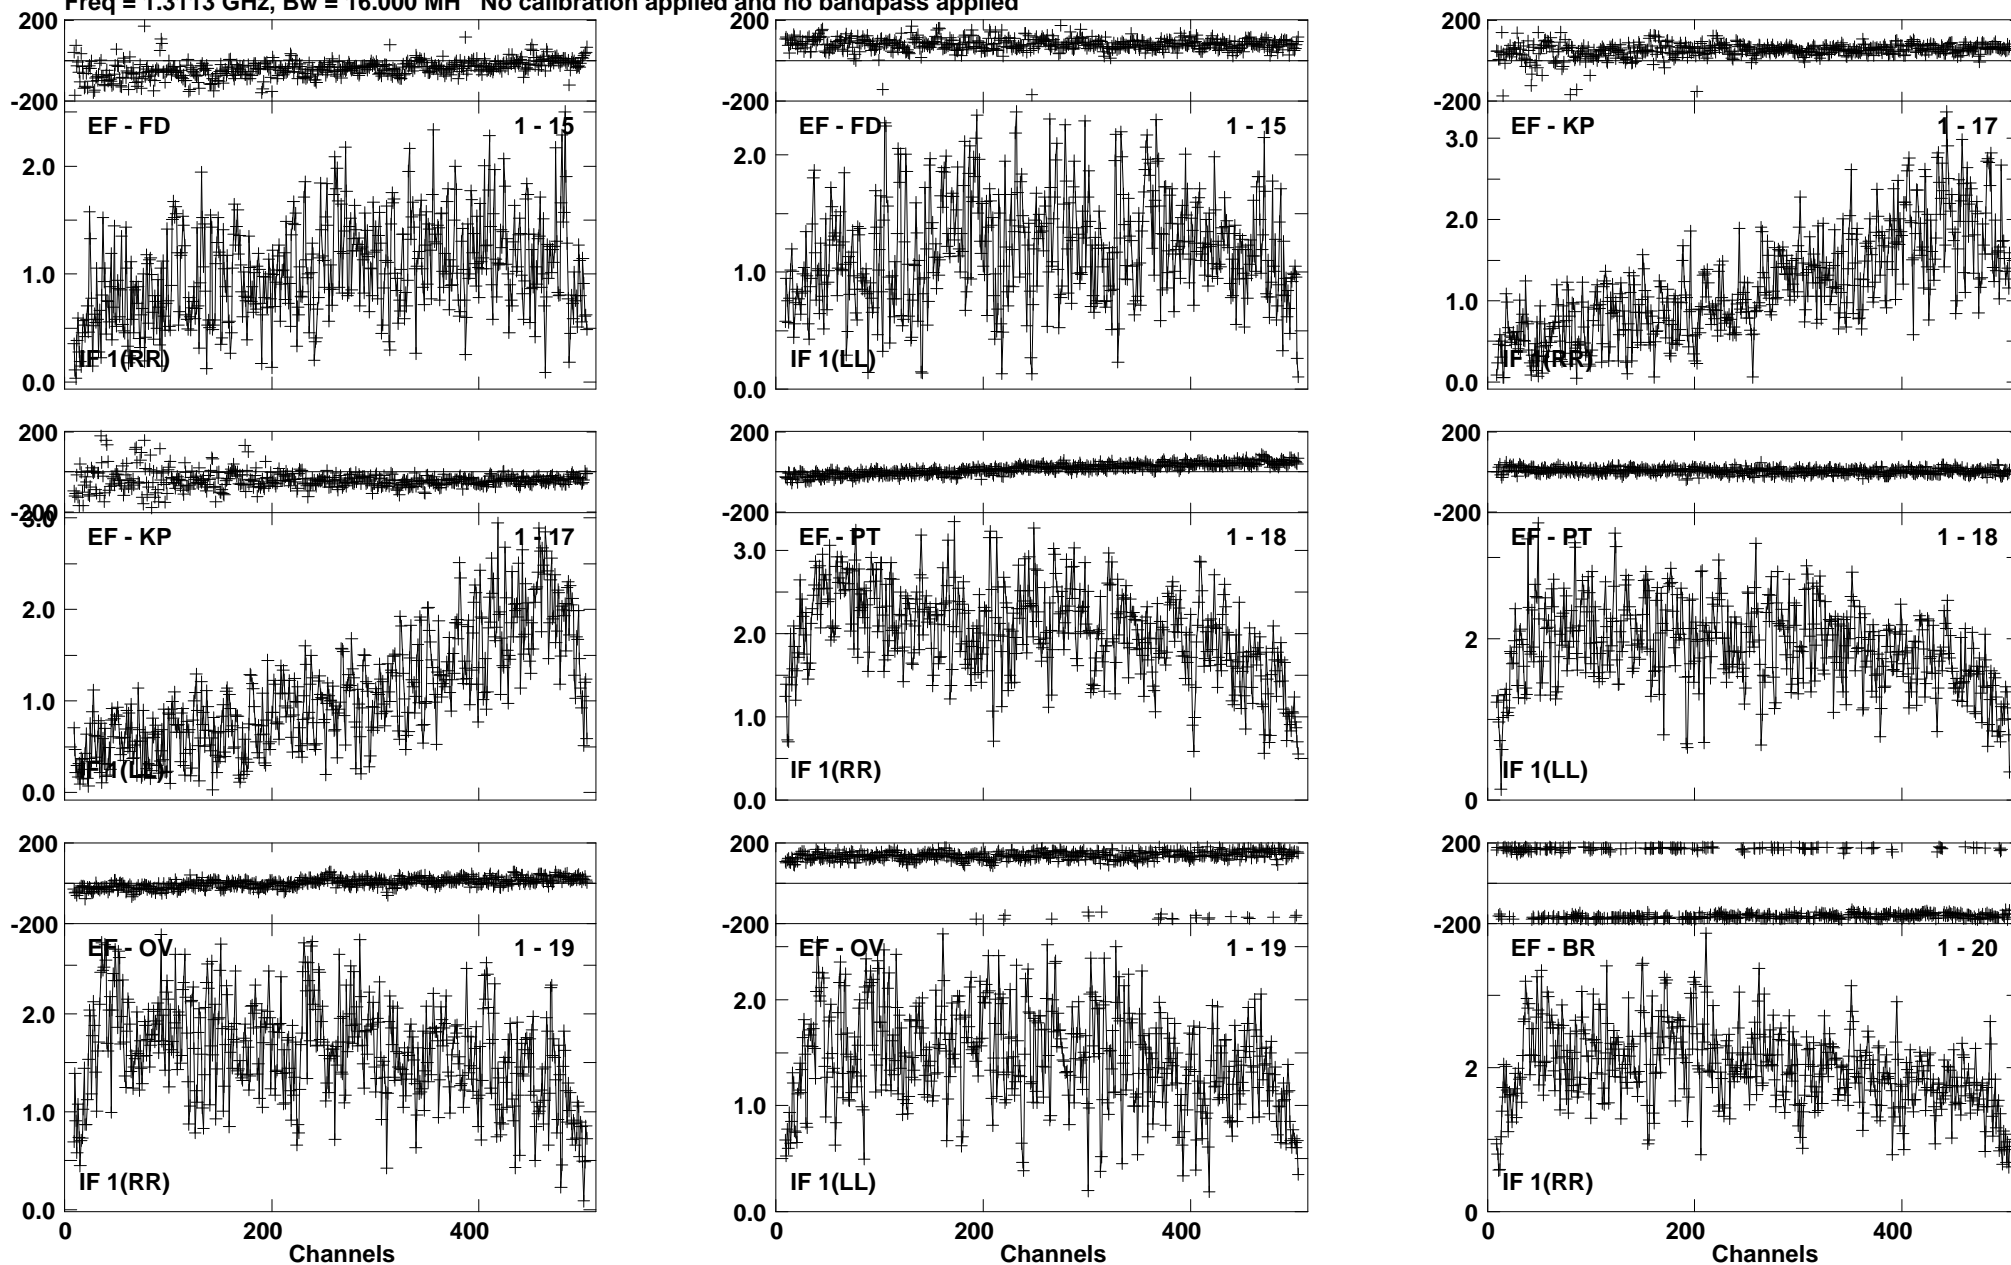 Freq = 1.3113 GHz, Bw = 16.000 MH No calibration applied and no bandpass applied
200
-200
EF - FD 1 - 15
2.0
1.0
IF 1(RR)
0.0
200
-200
EF - FD 1 - 15
2.0
1.0
IF 1(LL)
0.0
200
-200
EF - KP 1 - 17
3.0
2.0
1.0
IF 1(RR)
0.0
200
-200
3.0
EF - KP 1 - 17
2.0
1.0
IF 1(LL)
0.0
200
-200
EF - PT 1 - 18
3.0
2.0
1.0
IF 1(RR)
0.0
200
-200
EF - PT 1 - 18
2
IF 1(LL)
0
200
-200
EF - OV 1 - 19
2.0
1.0
IF 1(RR)
0.0
0 200 400
Channels
200
-200
EF - OV 1 - 19
2.0
1.0
IF 1(LL)
0.0
0 200 400
Channels
200
-200
EF - BR 1 - 20
2
IF 1(RR)
0
0 200 400
Channels